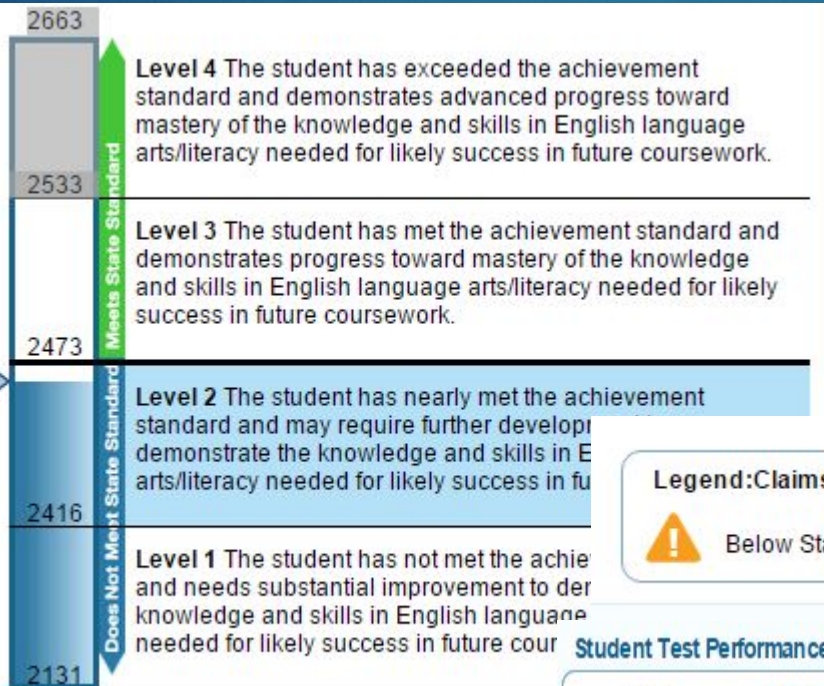 2663
Level 4 The student has exceeded the achievement
standard and demonstrates advanced progress toward
mastery of the knowledge and skills in English language
arts/literacy needed for likely success in future coursework.
2533
Level 3 The student has met the achievement standard and
demonstrates progress toward mastery of the knowledge
and skills in English language arts/literacy needed for likely
success in future coursework.
2473
Meets State Standard
Level 2 The student has nearly met the achievement
standard and may require further
demonstrate the knowledge and skills in
arts/literacy needed for likely success in
2416
Level 1 The student has not met the
and needs substantial improvement to
knowledge and skills in English language
needed for likely success in future
2131
Does Not Meet State Standard
Legend:Claims
Below
Student Test Performance